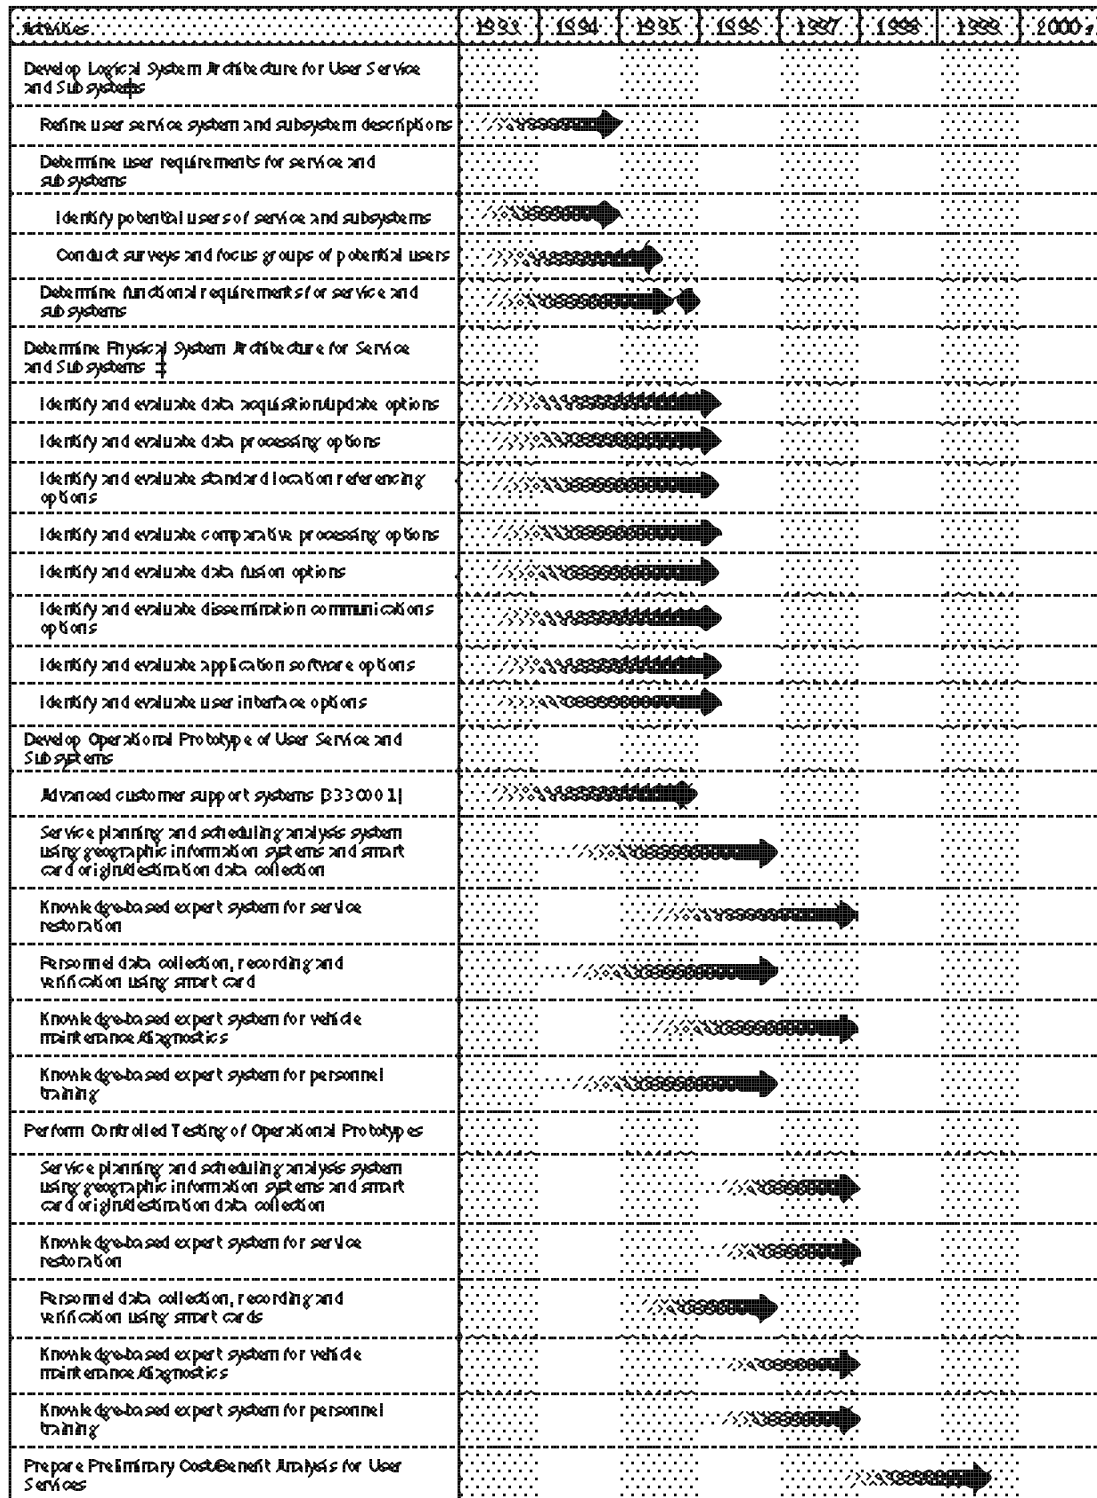 Activities 1993 1994 1995 1996 1997 1998 1999 2000
Develop Logical System Architecture for User Service
and Subsystems‡
Refine user service system and subsystem descriptions
Determine user requirements for service and
subsystems
Identify potential users of service and subsystems
Conduct surveys and focus groups of potential users
Determine functional requirements for service and
subsystems
Determine Physical System Architecture for Service
and Subsystems ‡
Identify and evaluate data acquisition/update options
Identify and evaluate data processing options
Identify and evaluate standard location referencing
options
Identify and evaluate comparative processing options
Identify and evaluate data fusion options
Identify and evaluate dissemination communications
options
Identify and evaluate application software options
Identify and evaluate user interface options
Develop Operational Prototype of User Service and
Subsystems
Advanced customer support systems [330001]
Service planning and scheduling analysis system
using geographic information systems and smart
card origin/destination data collection
Knowledge-based expert system for service
restoration
Personnel data collection, recording and
verification using smart card
Knowledge-based expert system for vehicle
maintenance/diagnostics
Knowledge-based expert system for personnel
training
Perform Controlled Testing of Operational Prototypes
Service planning and scheduling analysis system
using geographic information systems and smart
card origin/destination data collection
Knowledge-based expert system for service
restoration
Personnel data collection, recording and
verification using smart cards
Knowledge-based expert system for vehicle
maintenance/diagnostics
Knowledge-based expert system for personnel
training
Prepare Preliminary Cost/Benefit Analysis for User
Services